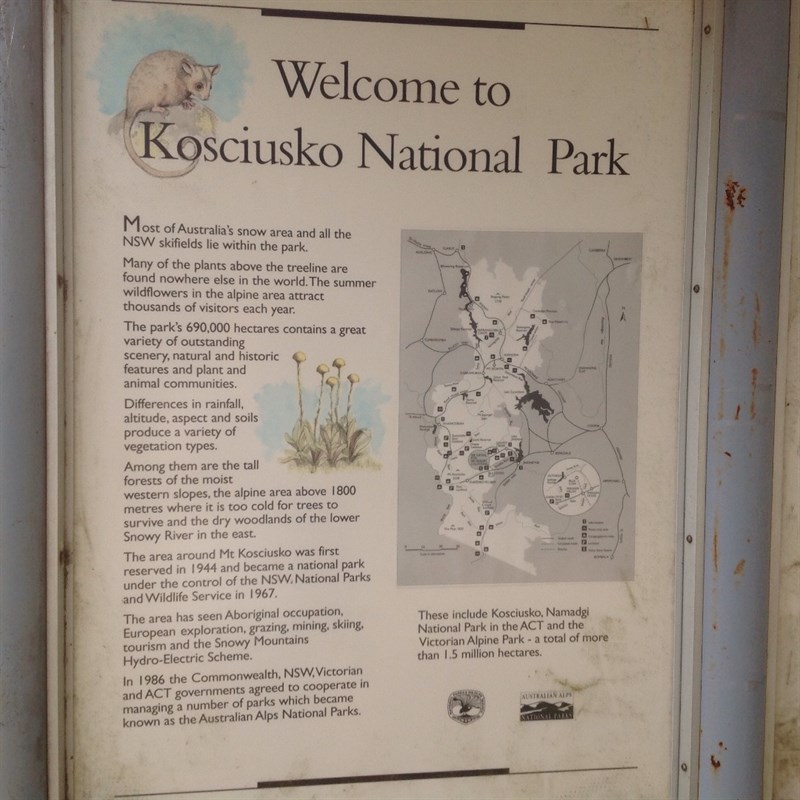 Welcome to
Kosciusko National Park
Most of Australia's snow area and all the
NSW skifields lie within the park.
Many of the plants above the treeline are
found nowhere else in the world. The summer
wildflowers in the alpine area attract
thousands of visitors each year.
The park's 690,000 hectares contains a great
variety of outstanding
scenery, natural and historic
features and plant and
animal communities.
Differences in rainfall,
altitude, aspect and soils
produce a variety of
vegetation types.
Among them are the tall
forests of the moist
western slopes, the alpine area above 1800
metres where it is too cold for trees to
survive and the dry woodlands of the lower
Snowy River in the east.
The area around Mt Kosciusko was first
reserved in 1944 and became a national park
under the control of the NSW, National Parks
and Wildlife Service in 1967.
The area has seen Aboriginal occupation,
European exploration, grazing, mining, skiing,
tourism and the Snowy Mountains
Hydro-Electric Scheme.
In 1986 the Commonwealth, NSW, Victorian
and ACT governments agreed to cooperate in
managing a number of parks which became
known as the Australian Alps National Parks.
These include Kosciusko, Namadgi
National Park in the ACT and the
Victorian Alpine Park - a total of more
than 1.5 million hectares.
AUSTRALIAN ALPS
NATIONAL PARKS